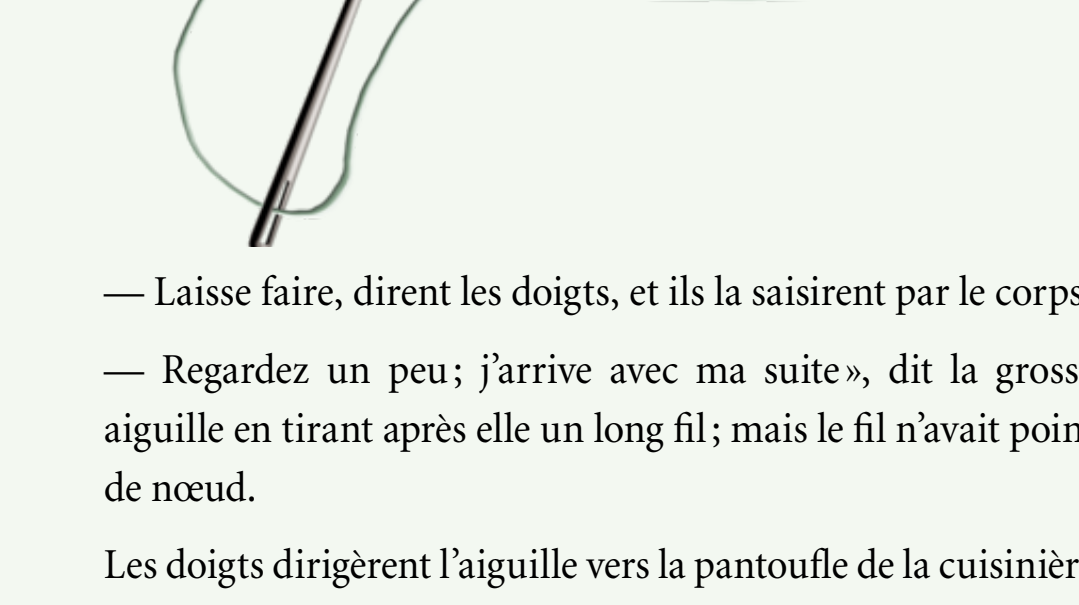 — Laisse faire, dirent les doigts, et ils la saisirent par le corps
— Regardez un peu ; j’arrive avec ma suite », dit la gross
aiguille en tirant après elle un long fil ; mais le fil n’avait poin
de nœud.
Les doigts dirigèrent l’aiguille vers la pantoufle de la cuisinièr